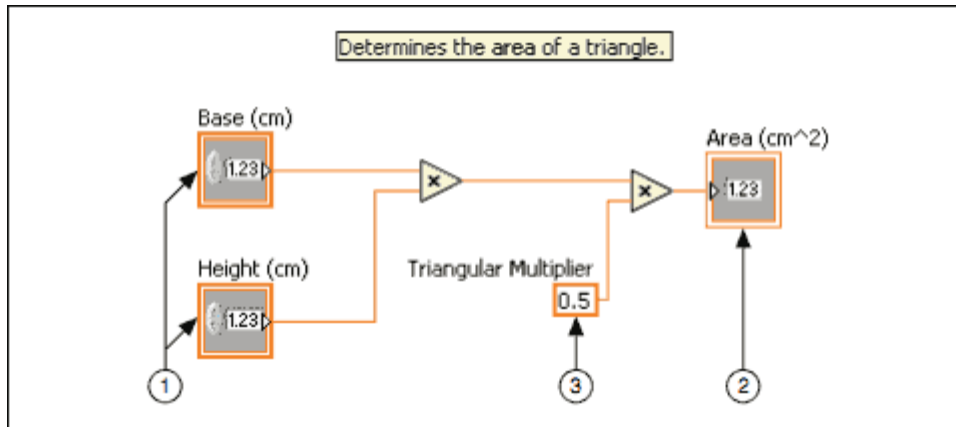 Determines the area of a triangle.
Base (cm)
1.23
Area (cm^2)
1.23
Height (cm)
1.23
Triangular Multiplier
0.5
1
3
2